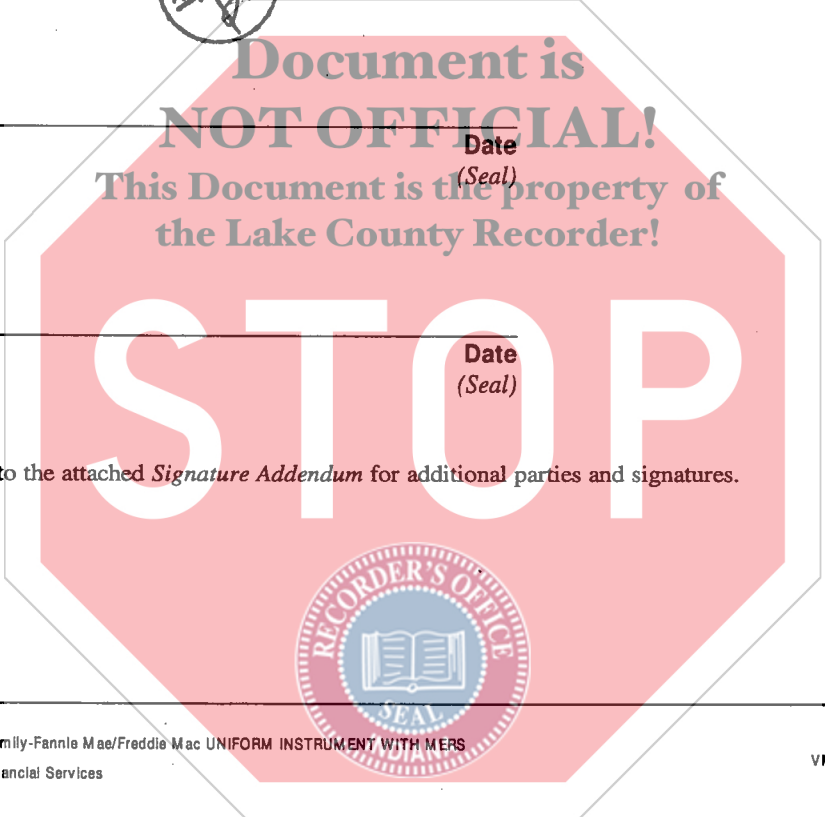 Document is
NOT OFFICIAL!
Date
This Document is the property of
(Seal)
the Lake County Recorder!
STOP
Date
(Seal)
to the attached Signature Addendum for additional parties and signatures.
RECORDER'S OFFICE
SEAL
INDIANA
mily-Fannie Mae/Freddie Mac UNIFORM INSTRUMENT WITH MERS
ancial Services